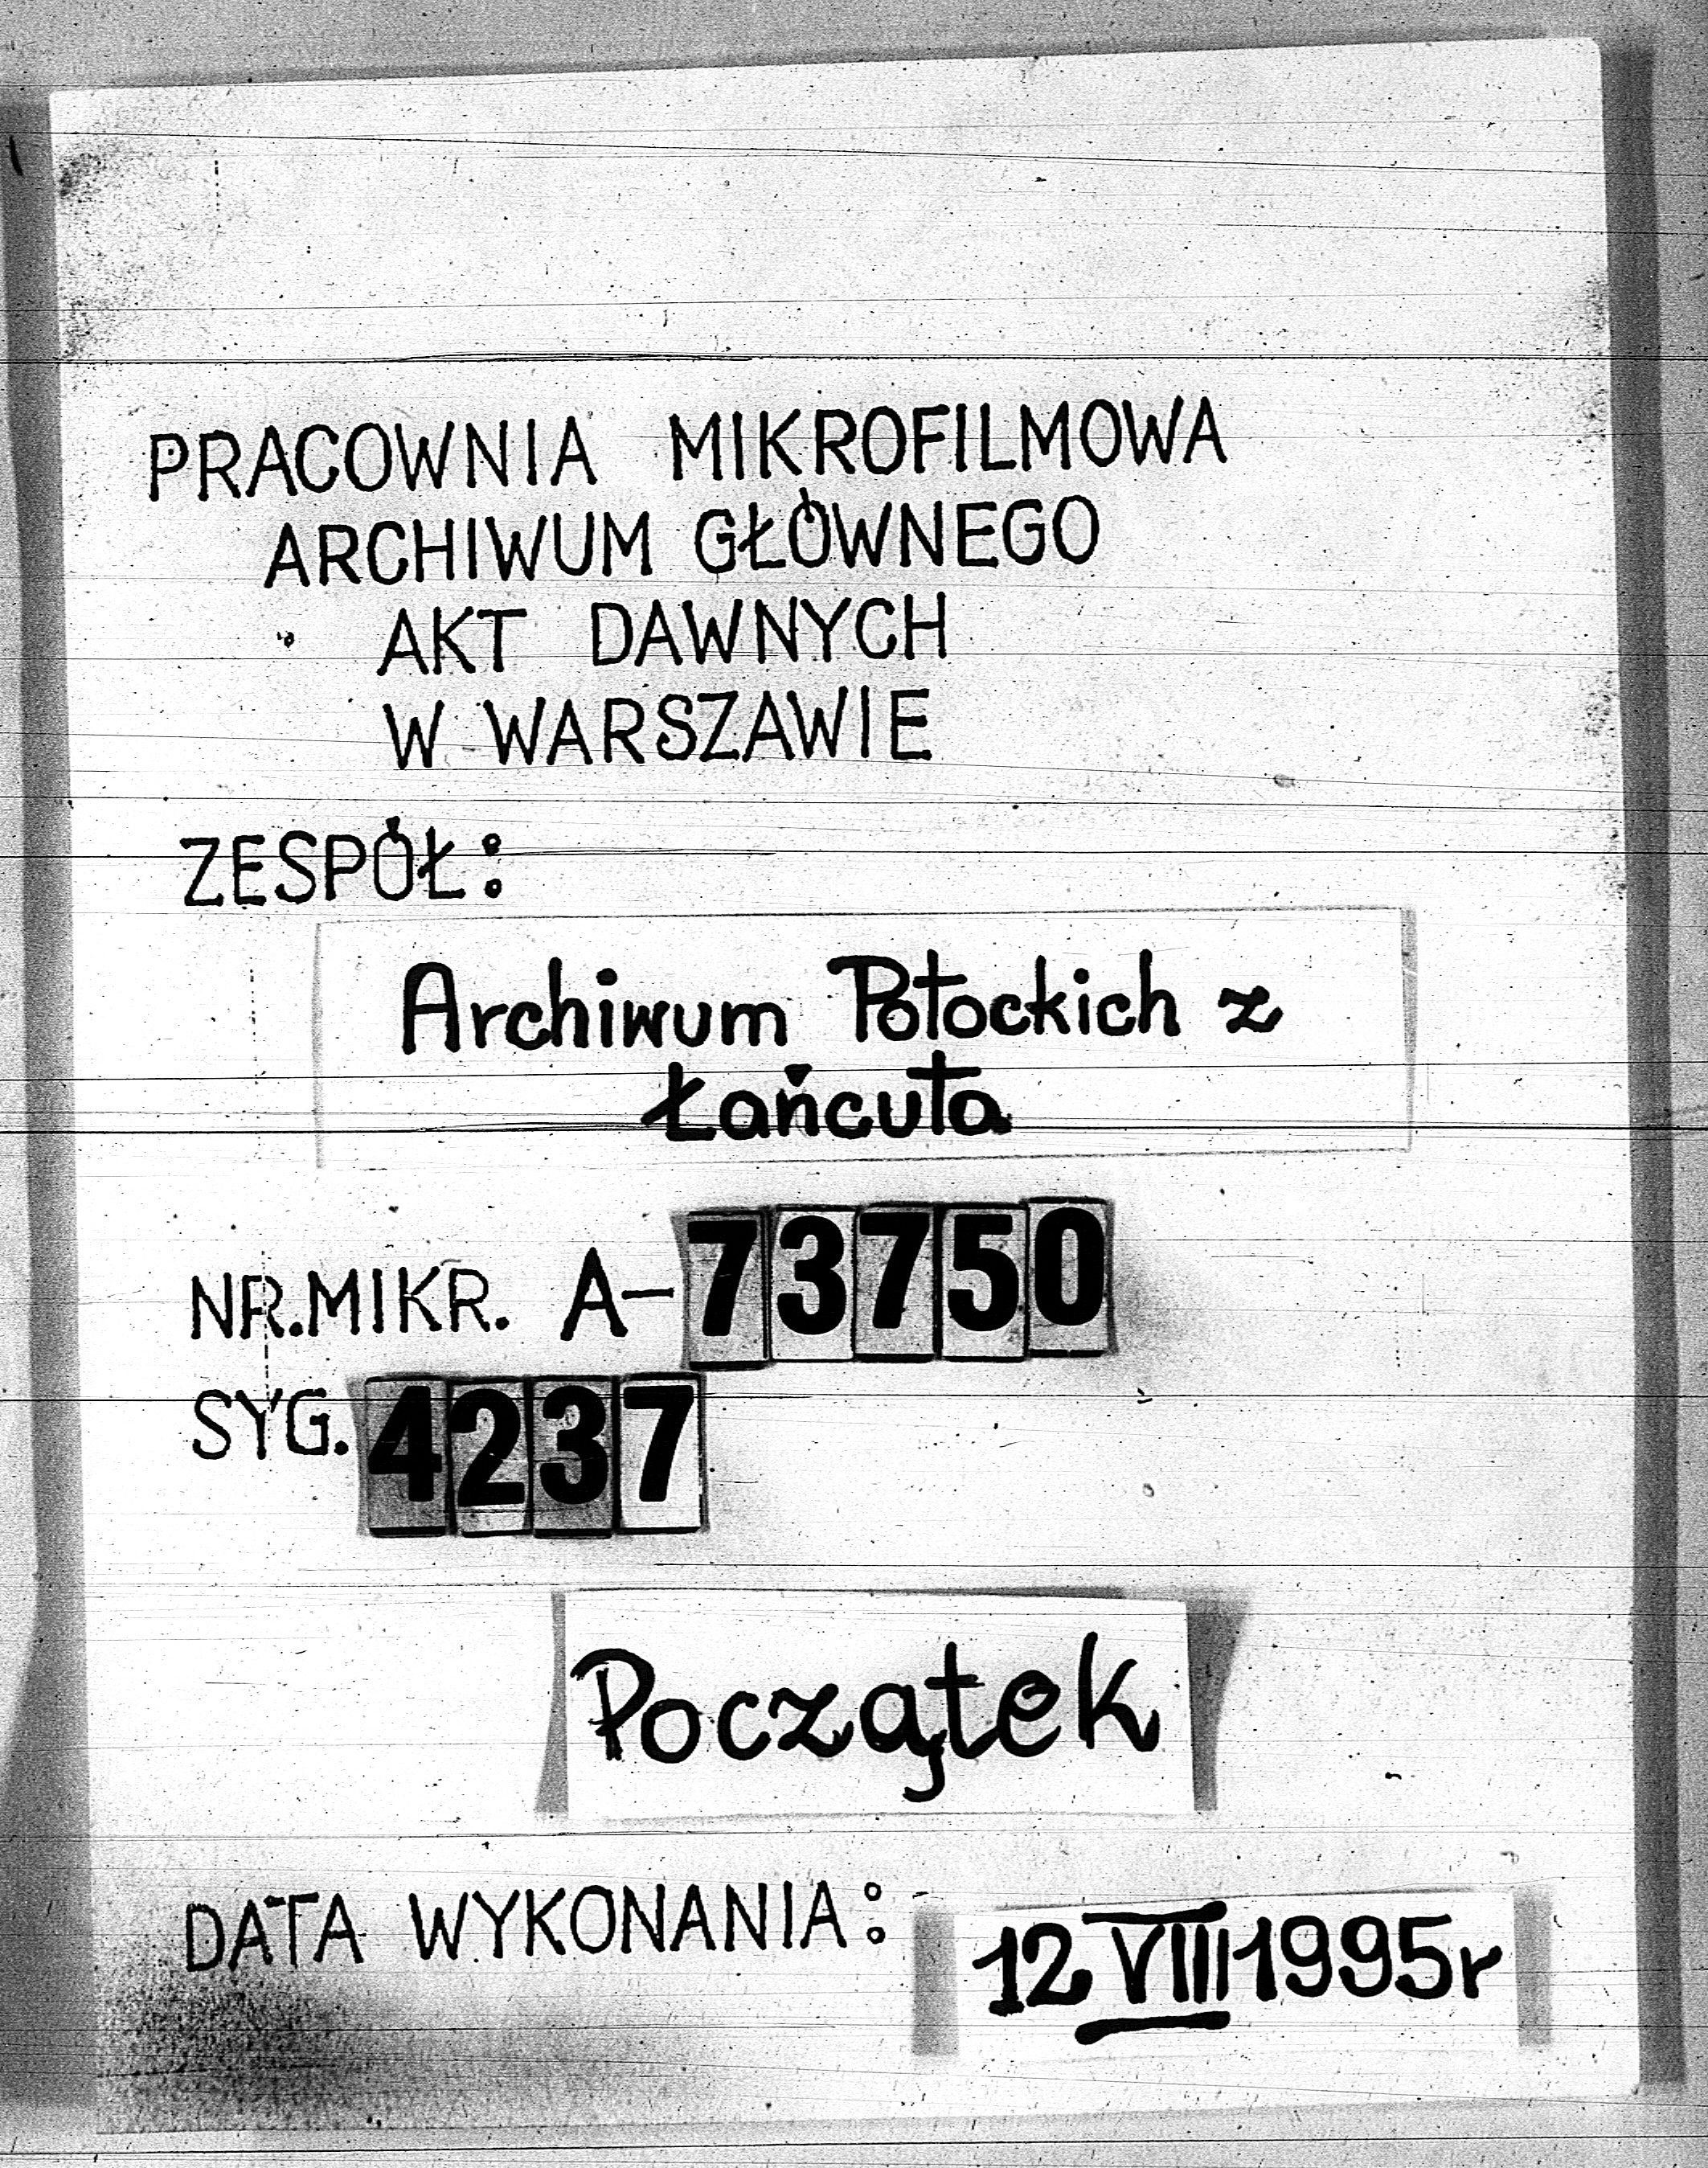 PRACOWNIA MIKROFILMOWA
ARCHIWUM GŁÓWNEGO
AKT DAWNYCH
W WARSZAWIE
ZESPÓŁ:
Archiwum Potockich z
Łańcuta
NR.MIKR. A-73750
SYG. 4237
Początek
DATA WYKONANIA: 12 VIII 1995r